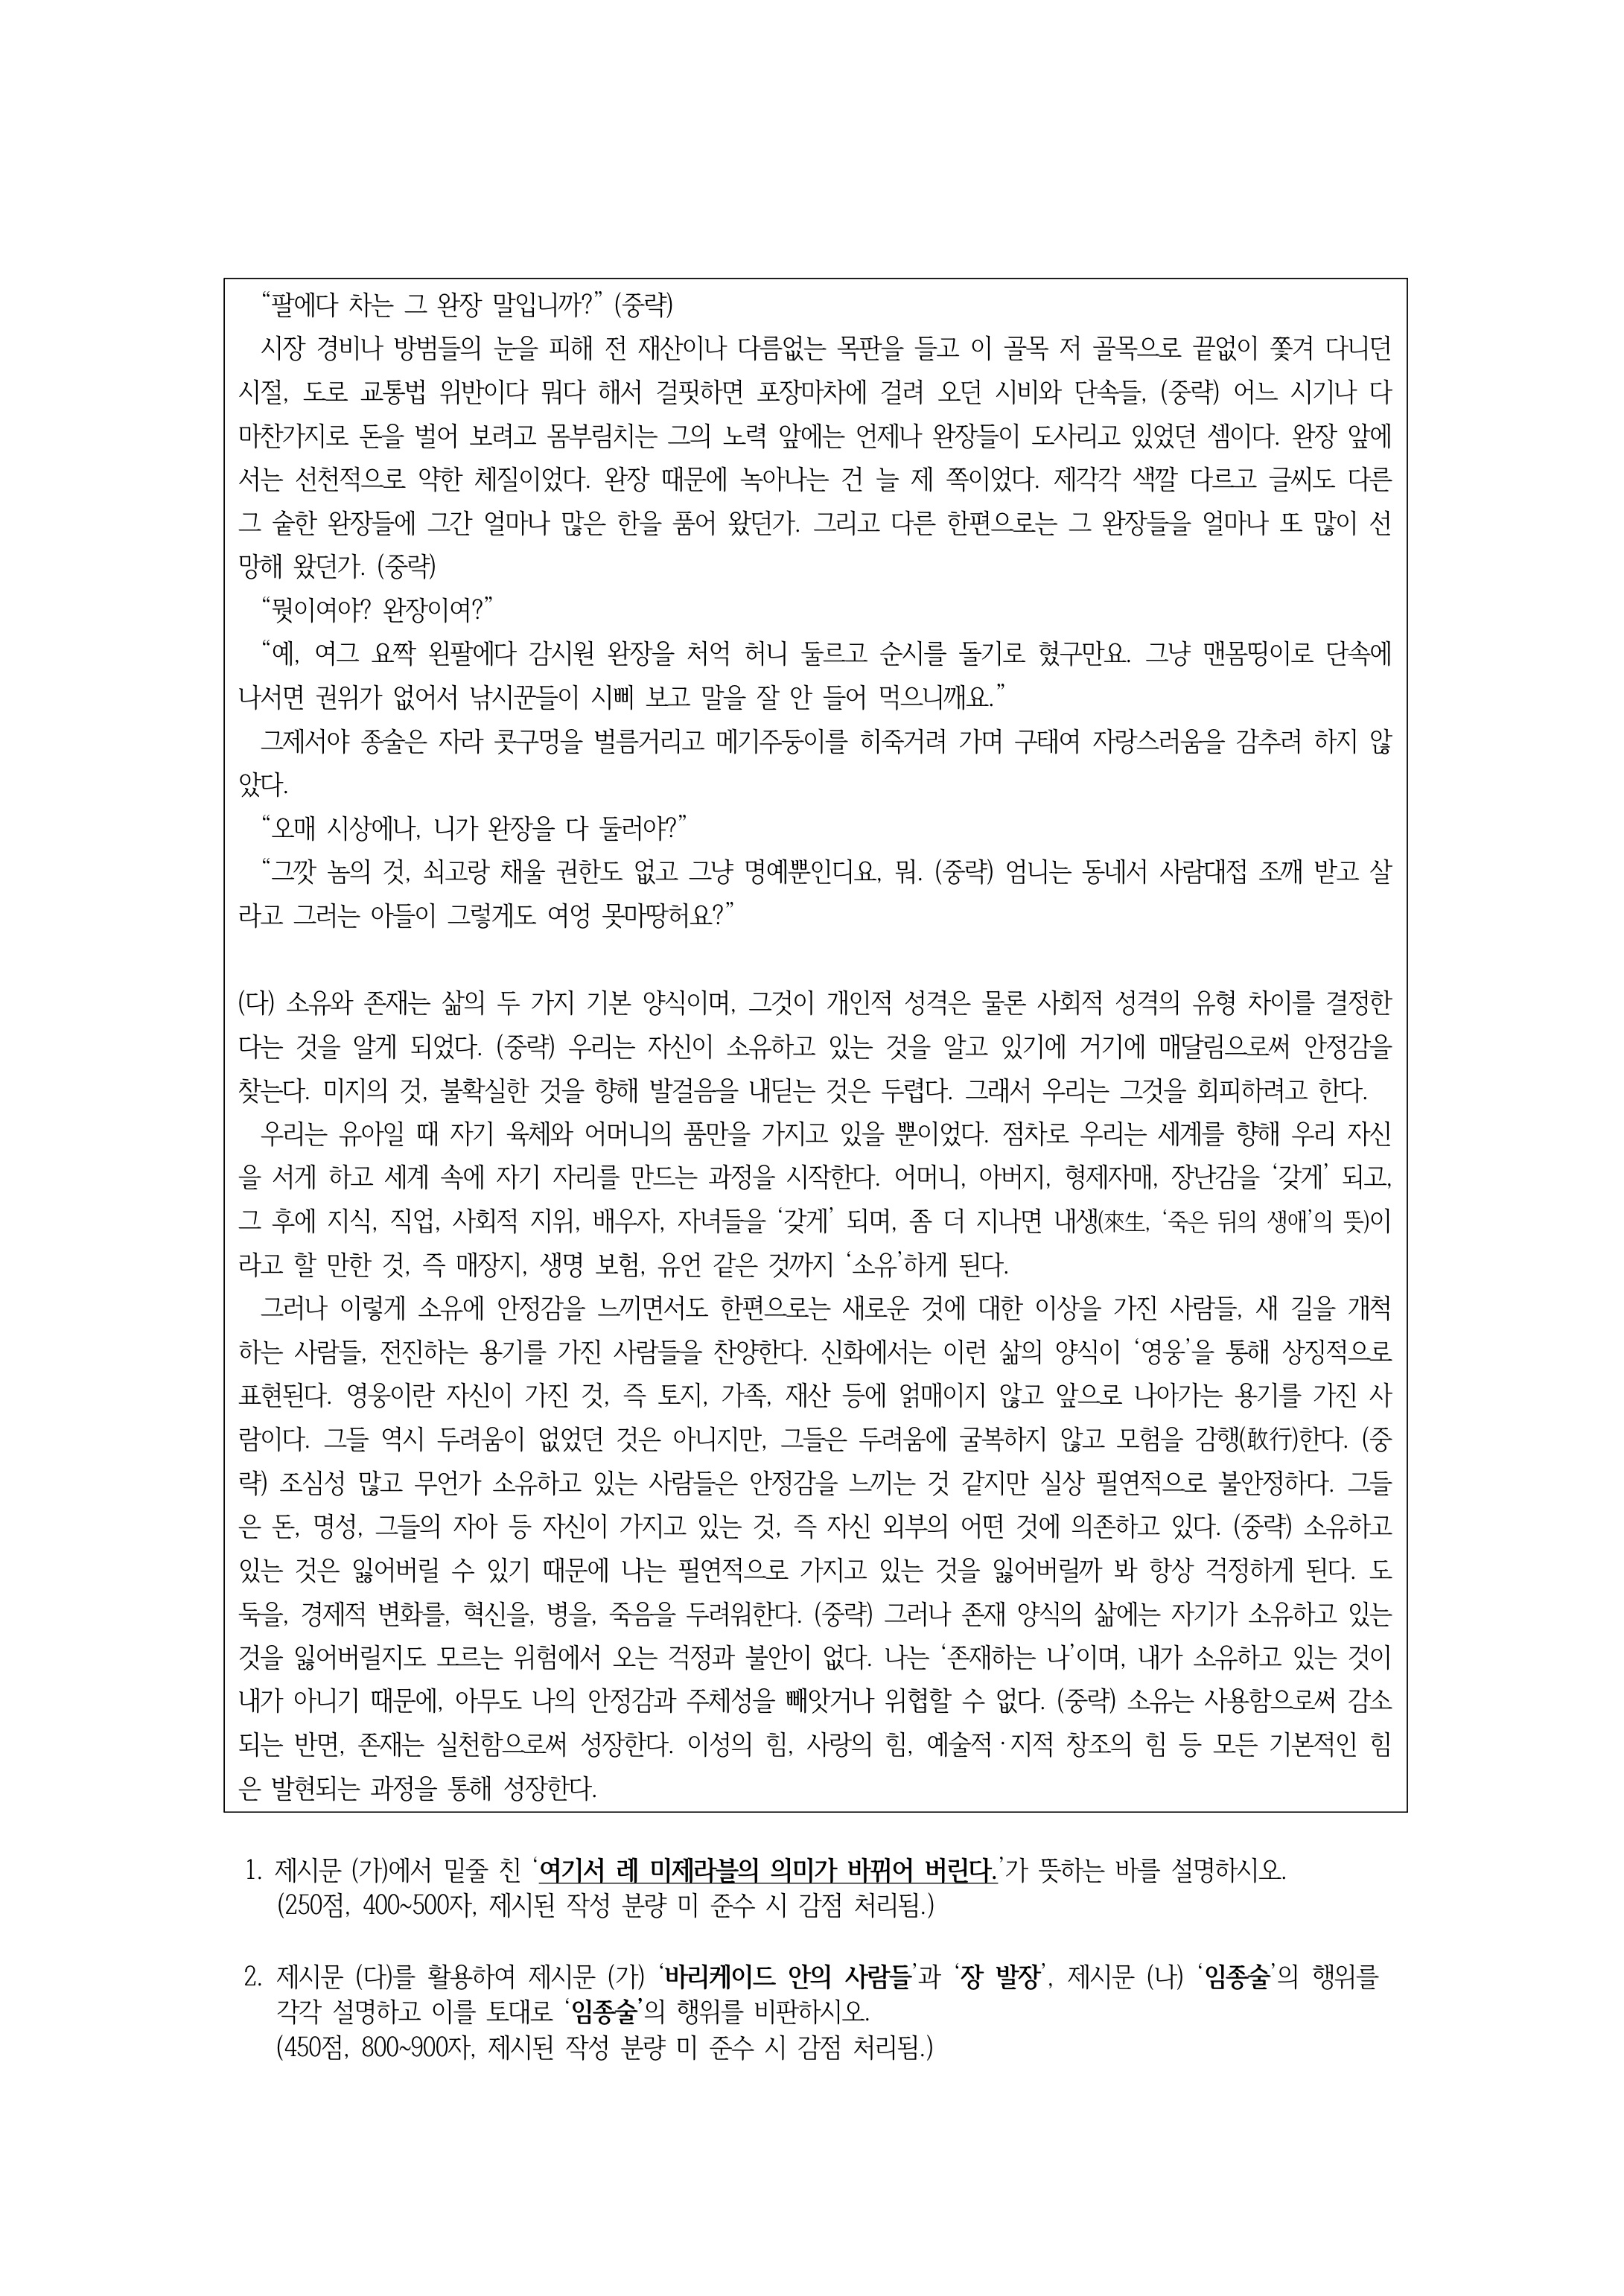 “팔에다 차는 그 완장 말입니까?” (중략)
시장 경비나 방범들의 눈을 피해 전 재산이나 다름없는 목판을 들고 이 골목 저 골목으로 끝없이 쫓겨 다니던
시절, 도로 교통법 위반이다 뭐다 해서 걸핏하면 포장마차에 걸려 오던 시비와 단속들, (중략) 어느 시기나 다
마찬가지로 돈을 벌어 보려고 몸부림치는 그의 노력 앞에는 언제나 완장들이 도사리고 있었던 셈이다. 완장 앞에
서는 선천적으로 약한 체질이었다. 완장 때문에 녹아나는 건 늘 제 쪽이었다. 제각각 색깔 다르고 글씨도 다른
그 숱한 완장들에 그간 얼마나 많은 한을 품어 왔던가. 그리고 다른 한편으로는 그 완장들을 얼마나 또 많이 선
망해 왔던가. (중략)
“뭣이여야? 완장이여?”
“예, 여그 요짝 왼팔에다 감시원 완장을 처억 허니 둘르고 순시를 돌기로 혔구만요. 그냥 맨몸띵이로 단속에
나서면 권위가 없어서 낚시꾼들이 시삐 보고 말을 잘 안 들어 먹으니깨요.”
그제서야 종술은 자라 콧구멍을 벌름거리고 메기주둥이를 히죽거려 가며 구태여 자랑스러움을 감추려 하지 않
았다.
“오매 시상에나, 니가 완장을 다 둘러야?”
“그깟 놈의 것, 쇠고랑 채울 권한도 없고 그냥 명예뿐인디요, 뭐. (중략) 엄니는 동네서 사람대접 조깨 받고 살
라고 그러는 아들이 그렇게도 여엉 못마땅허요?”
(다) 소유와 존재는 삶의 두 가지 기본 양식이며, 그것이 개인적 성격은 물론 사회적 성격의 유형 차이를 결정한
다는 것을 알게 되었다. (중략) 우리는 자신이 소유하고 있는 것을 알고 있기에 거기에 매달림으로써 안정감을
찾는다. 미지의 것, 불확실한 것을 향해 발걸음을 내딛는 것은 두렵다. 그래서 우리는 그것을 회피하려고 한다.
우리는 유아일 때 자기 육체와 어머니의 품만을 가지고 있을 뿐이었다. 점차로 우리는 세계를 향해 우리 자신
을 서게 하고 세계 속에 자기 자리를 만드는 과정을 시작한다. 어머니, 아버지, 형제자매, 장난감을 ‘갖게’ 되고,
그 후에 지식, 직업, 사회적 지위, 배우자, 자녀들을 ‘갖게’ 되며, 좀 더 지나면 내생(來生, ‘죽은 뒤의 생애’의 뜻)이
라고 할 만한 것, 즉 매장지, 생명 보험, 유언 같은 것까지 ‘소유’하게 된다.
그러나 이렇게 소유에 안정감을 느끼면서도 한편으로는 새로운 것에 대한 이상을 가진 사람들, 새 길을 개척
하는 사람들, 전진하는 용기를 가진 사람들을 찬양한다. 신화에서는 이런 삶의 양식이 ‘영웅’을 통해 상징적으로
표현된다. 영웅이란 자신이 가진 것, 즉 토지, 가족, 재산 등에 얽매이지 않고 앞으로 나아가는 용기를 가진 사
람이다. 그들 역시 두려움이 없었던 것은 아니지만, 그들은 두려움에 굴복하지 않고 모험을 감행(敢行)한다. (중
략) 조심성 많고 무언가 소유하고 있는 사람들은 안정감을 느끼는 것 같지만 실상 필연적으로 불안정하다. 그들
은 돈, 명성, 그들의 자아 등 자신이 가지고 있는 것, 즉 자신 외부의 어떤 것에 의존하고 있다. (중략) 소유하고
있는 것은 잃어버릴 수 있기 때문에 나는 필연적으로 가지고 있는 것을 잃어버릴까 봐 항상 걱정하게 된다. 도
둑을, 경제적 변화를, 혁신을, 병을, 죽음을 두려워한다. (중략) 그러나 존재 양식의 삶에는 자기가 소유하고 있는
것을 잃어버릴지도 모르는 위험에서 오는 걱정과 불안이 없다. 나는 ‘존재하는 나’이며, 내가 소유하고 있는 것이
내가 아니기 때문에, 아무도 나의 안정감과 주체성을 빼앗거나 위협할 수 없다. (중략) 소유는 사용함으로써 감소
되는 반면, 존재는 실천함으로써 성장한다. 이성의 힘, 사랑의 힘, 예술적·지적 창조의 힘 등 모든 기본적인 힘
은 발현되는 과정을 통해 성장한다.
1. 제시문 (가)에서 밑줄 친 ‘여기서 레 미제라블의 의미가 바뀌어 버린다.’가 뜻하는 바를 설명하시오.
(250점, 400~500자, 제시된 작성 분량 미 준수 시 감점 처리됨.)
2. 제시문 (다)를 활용하여 제시문 (가) ‘바리케이드 안의 사람들’과 ‘장 발장’, 제시문 (나) ‘임종술’의 행위를
각각 설명하고 이를 토대로 ‘임종술’의 행위를 비판하시오.
(450점, 800~900자, 제시된 작성 분량 미 준수 시 감점 처리됨.)